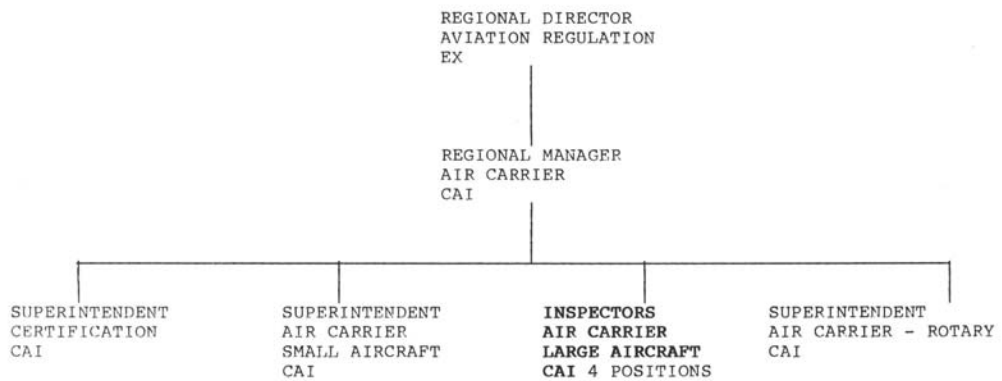 REGIONAL DIRECTOR
AVIATION REGULATION
EX
REGIONAL MANAGER
AIR CARRIER
CAI
SUPERINTENDENT
CERTIFICATION
CAI
SUPERINTENDENT
AIR CARRIER
SMALL AIRCRAFT
CAI
INSPECTORS
AIR CARRIER
LARGE AIRCRAFT
CAI 4 POSITIONS
SUPERINTENDENT
AIR CARRIER - ROTARY
CAI